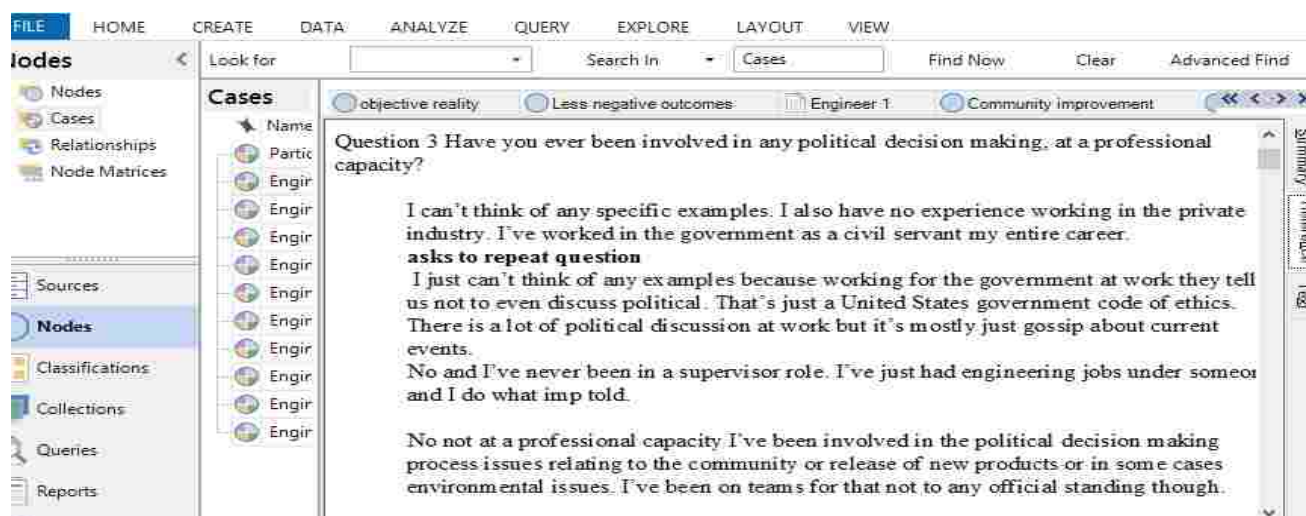 FILE HOME CREATE DATA ANALYZE QUERY EXPLORE LAYOUT VIEW
Look for Search In Cases Find Now Clear Advanced Find
Nodes
Cases
Relationships
Node Matrices
Sources
Nodes
Classifications
Collections
Queries
Reports
Cases
Name
Partic
Engir
Engir
Engir
Engir
Engir
Engir
Engir
Engir
Engir
Engir
objective reality Less negative outcomes Engineer 1 Community improvement
Question 3 Have you ever been involved in any political decision making, at a professional
capacity?
I can't think of any specific examples. I also have no experience working in the private
industry. I've worked in the government as a civil servant my entire career.
asks to repeat question
I just can't think of any examples because working for the government at work they tell
us not to even discuss political. That's just a United States government code of ethics.
There is a lot of political discussion at work but it's mostly just gossip about current
events.
No and I've never been in a supervisor role. I've just had engineering jobs under someor
and I do what imp told.
No not at a professional capacity I've been involved in the political decision making
process issues relating to the community or release of new products or in some cases
environmental issues. I've been on teams for that not to any official standing though.
Summary